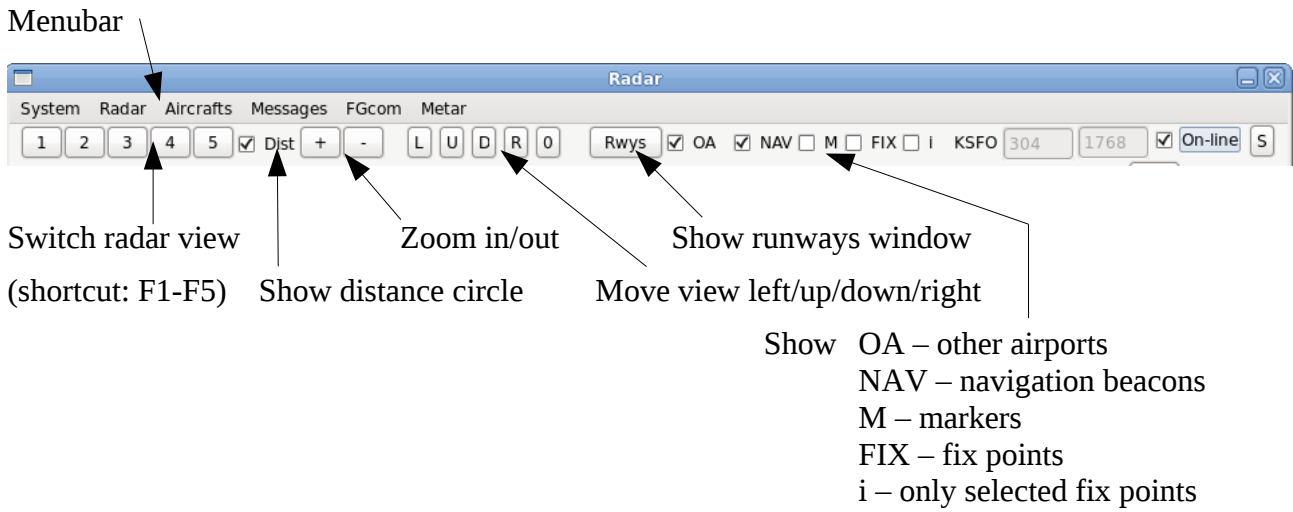 Menubar
Radar
System Radar Aircrafts Messages FGcom Metar
1 2 3 4 5 Dist + - L U D R 0 Rwys OA NAV M FIX i KSFO 304 1768 On-line S
Switch radar view Zoom in/out Show runways window
(shortcut: F1-F5) Show distance circle Move view left/up/down/right
Show OA – other airports
NAV – navigation beacons
M – markers
FIX – fix points
i – only selected fix points